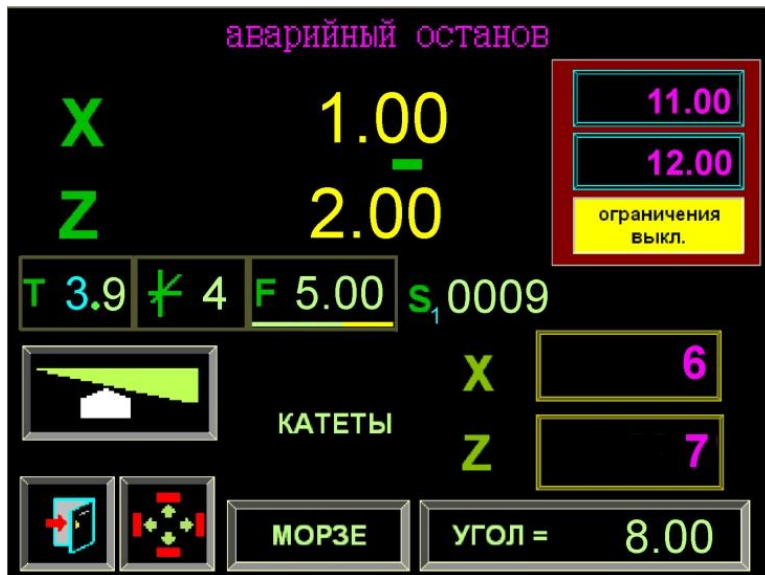 аварийный останов
X 1.00
11.00
Z 2.00
12.00
ограничения
выкл.
T 3.9 4 F 5.00 S1 0009
X 6
КАТЕТЫ
Z 7
МОРЗЕ УГОЛ = 8.00